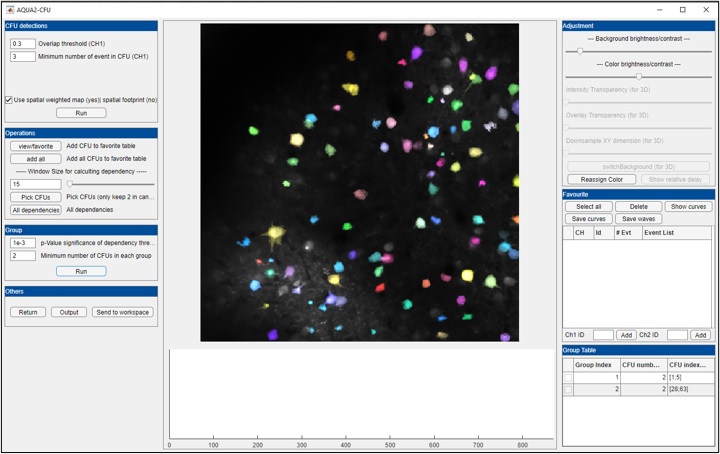 AQUA2-CFU
CFU detections
0.3 Overlap threshold (CH1)
3 Minimum number of event in CFU (CH1)
Use spatial weighted map (yes)| spatial footprint (no)
Run
Operations
view/favorite Add CFU to favorite table
add all Add all CFUs to favorite table
----- Window Size for calculting dependency -----
15
Pick CFUs Pick CFUs (only keep 2 in can...
All dependencies All dependencies
Group
1e-3 p-Value significance of dependency thre...
2 Minimum number of CFUs in each group
Run
Others
Return Output Send to workspace
0 100 200 300 400 500 600 700 800
Adjustment
--- Background brightness/contrast ---
--- Color brightness/contrast ---
Intensity Transparency (for 3D)
Overlay Transparency (for 3D)
Downsample XY dimension (for 3D)
switchBackground (for 3D)
Reassign Color Show relative delay
Favourite
Select all Delete Show curves
Save curves Save waves
CH Id # Evt Event List
Ch1 ID Add Ch2 ID Add
Group Table
Group Index CFU numb... CFU index...
1 2 [1;5]
2 2 [28;63]